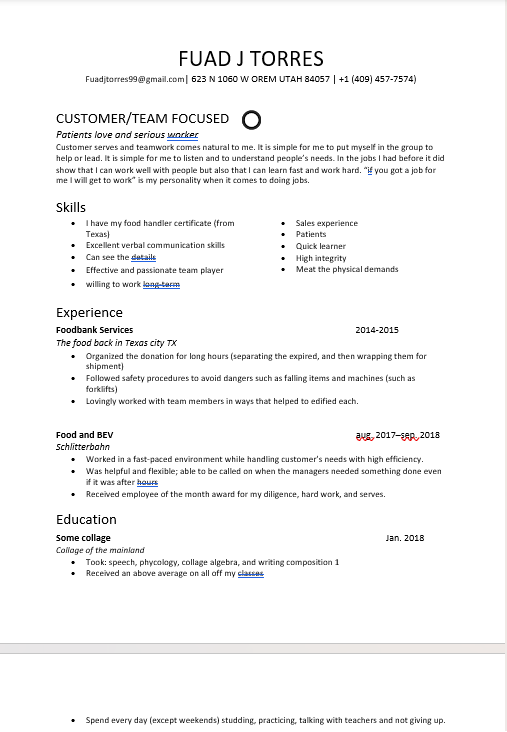 FUAD J TORRES
Fuadjtorres99@gmail.com| 623 N 1060 W OREM UTAH 84057 | +1 (409) 457-7574)
CUSTOMER/TEAM FOCUSED
Patients love and serious worker
Customer serves and teamwork comes natural to me. It is simple for me to put myself in the group to
help or lead. It is simple for me to listen and to understand people's needs. In the jobs I had before it did
show that I can work well with people but also that I can learn fast and work hard. "if you got a job for
me I will get to work" is my personality when it comes to doing jobs.
Skills
• I have my food handler certificate (from
Texas)
• Excellent verbal communication skills
• Can see the details
• Effective and passionate team player
• willing to work long-term
• Sales experience
• Patients
• Quick learner
• High integrity
• Meat the physical demands
Experience
Foodbank Services 2014-2015
The food back in Texas city TX
• Organized the donation for long hours (separating the expired, and then wrapping them for
shipment)
• Followed safety procedures to avoid dangers such as falling items and machines (such as
forklifts)
• Lovingly worked with team members in ways that helped to edified each.
Food and BEV aug. 2017–sep. 2018
Schlitterbahn
• Worked in a fast-paced environment while handling customer's needs with high efficiency.
• Was helpful and flexible; able to be called on when the managers needed something done even
if it was after hours
• Received employee of the month award for my diligence, hard work, and serves.
Education
Some collage Jan. 2018
Collage of the mainland
• Took: speech, phycology, collage algebra, and writing composition 1
• Received an above average on all off my classes
• Spend every day (except weekends) studding, practicing, talking with teachers and not giving up.